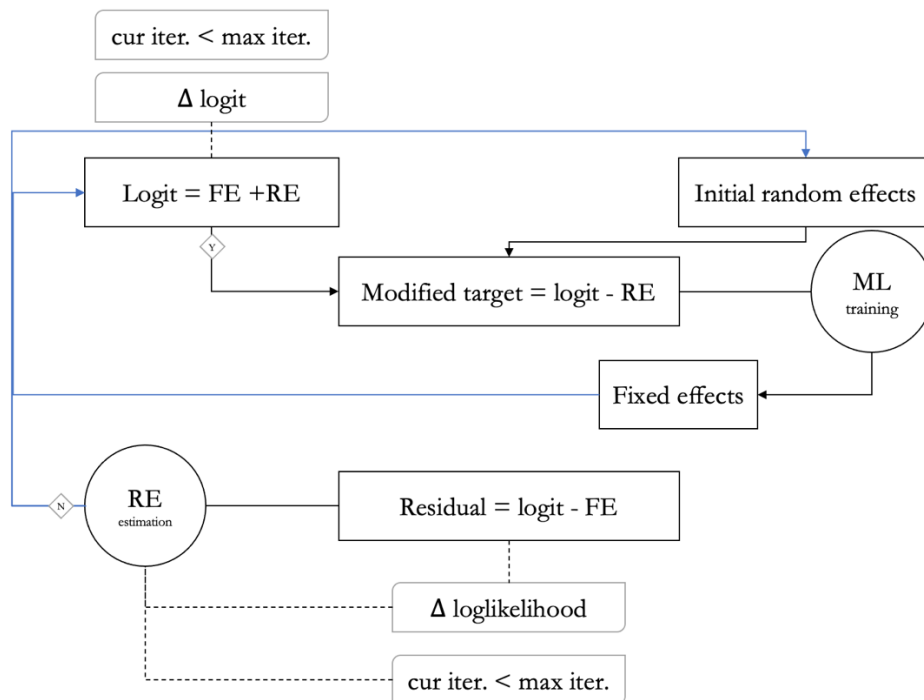 cur iter. < max iter.
Δ logit
Logit = FE +RE
Initial random effects
Y
Modified target = logit - RE
ML
training
Fixed effects
RE
estimation
N
Residual = logit - FE
Δ loglikelihood
cur iter. < max iter.